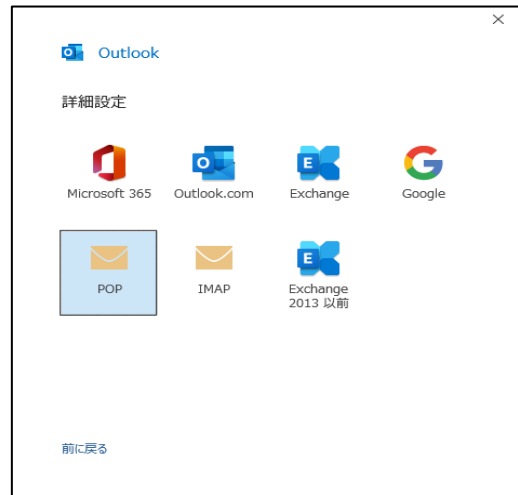 Outlook
詳細設定
Microsoft 365 Outlook.com Exchange Google
POP IMAP Exchange
2013 以前
前に戻る